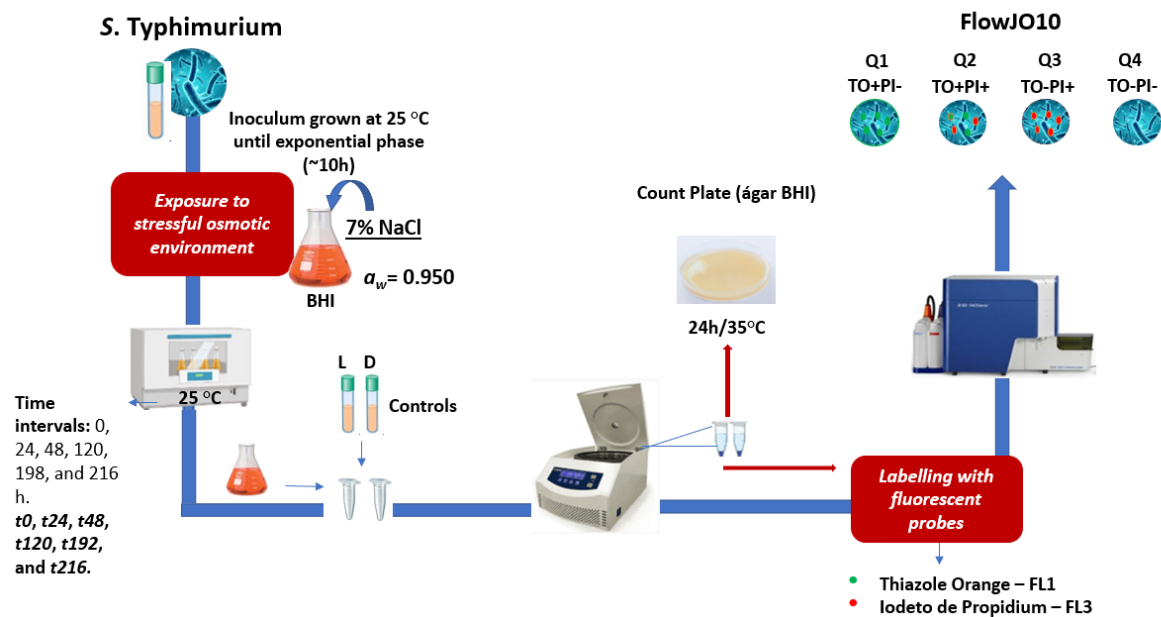 S. Typhimurium
Inoculum grown at 25 °C
until exponential phase
(~10h)
Exposure to
stressful osmotic
environment
7% NaCl
aw= 0.950
BHI
25 °C
Time
intervals: 0,
24, 48, 120,
198, and 216
h.
t0, t24, t48,
t120, t192,
and t216.
L D
Controls
Count Plate (ágar BHI)
24h/35°C
FlowJO10
Q1 Q2 Q3 Q4
TO+PI- TO+PI+ TO-PI+ TO-PI-
Labelling with
fluorescent
probes
• Thiazole Orange – FL1
• Iodeto de Propidium – FL3